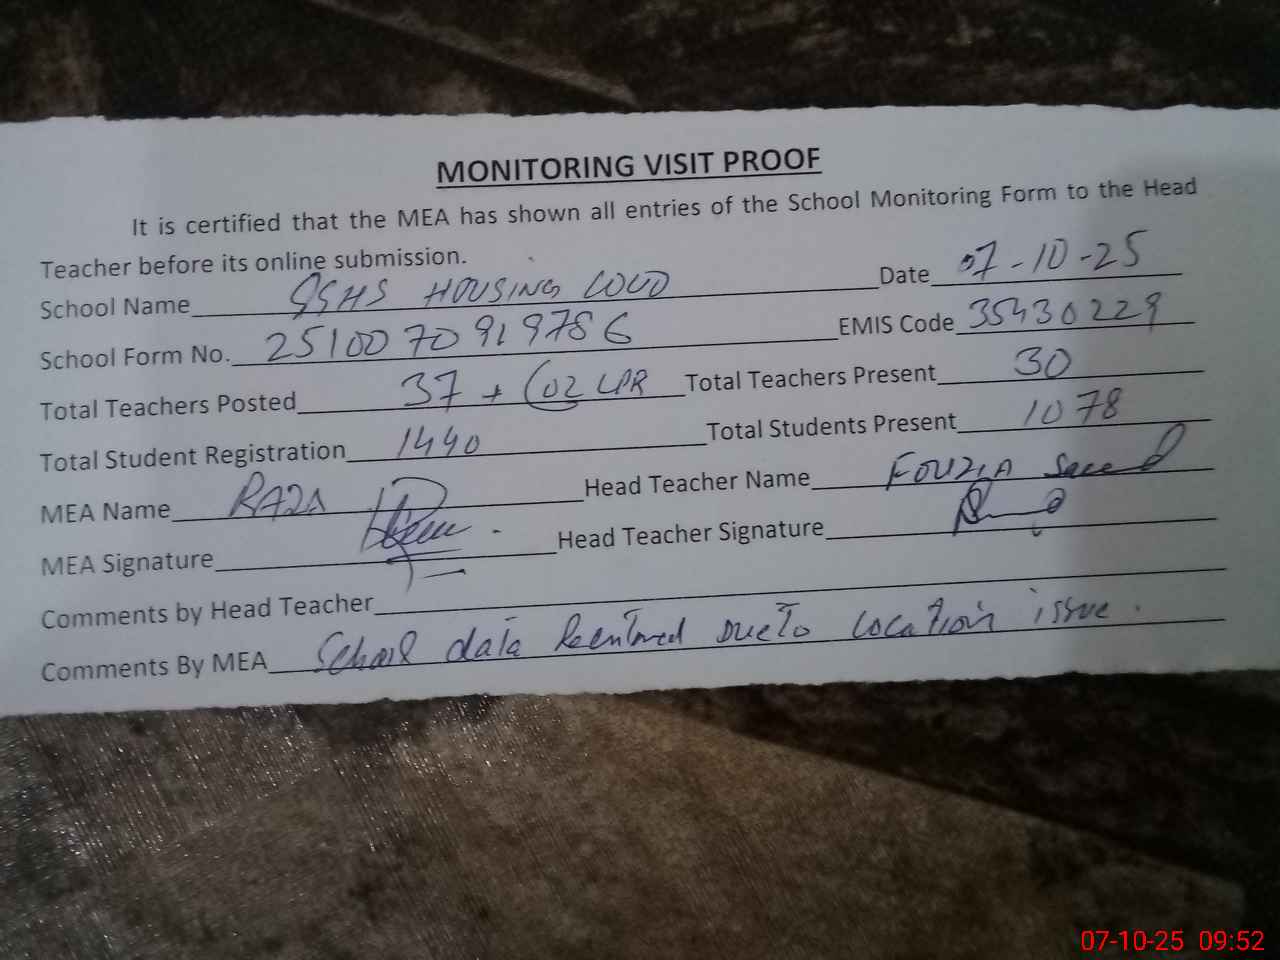 MONITORING VISIT PROOF
It is certified that the MEA has shown all entries of the School Monitoring Form to the Head
Teacher before its online submission.
School Name GGHS HOUSING COLO Date 07-10-25
School Form No. 2510070919786 EMIS Code 35430229
Total Teachers Posted 37 + (02 LPR Total Teachers Present 30
Total Student Registration 1440 Total Students Present 1078
MEA Name RAZA Head Teacher Name FOUZIA Saeed
MEA Signature Head Teacher Signature
Comments by Head Teacher
Comments By MEA School data Reentered Due To location issue.
07-10-25 09:52